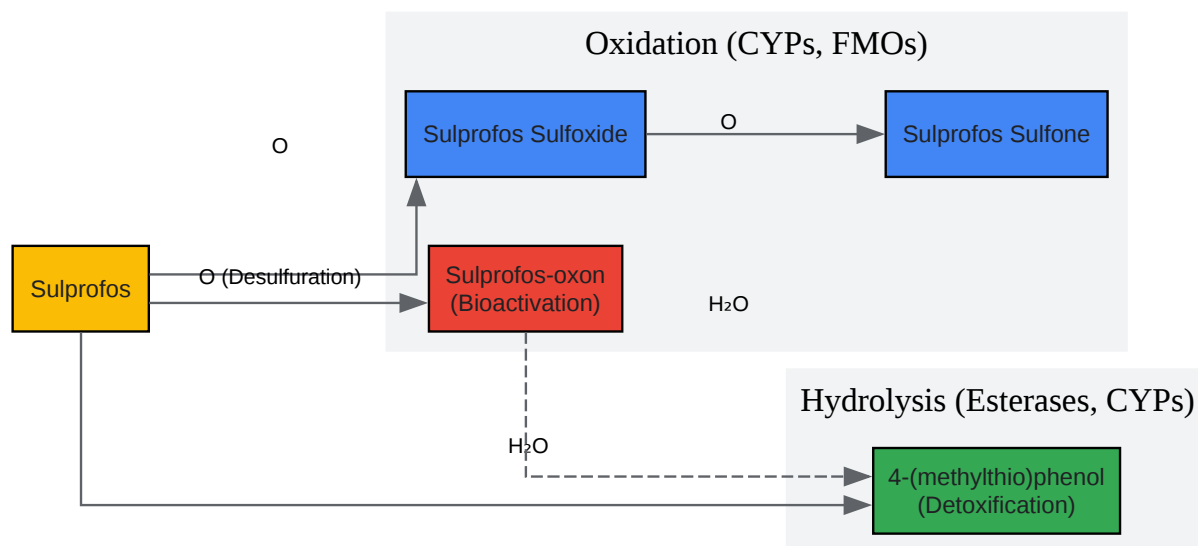 Oxidation (CYPs, FMOs)
Sulprofos Sulfoxide
O
Sulprofos Sulfone
O
Sulprofos
O (Desulfuration)
Sulprofos-oxon
(Bioactivation)
H₂O
Hydrolysis (Esterases, CYPs)
H₂O
4-(methylthio)phenol
(Detoxification)